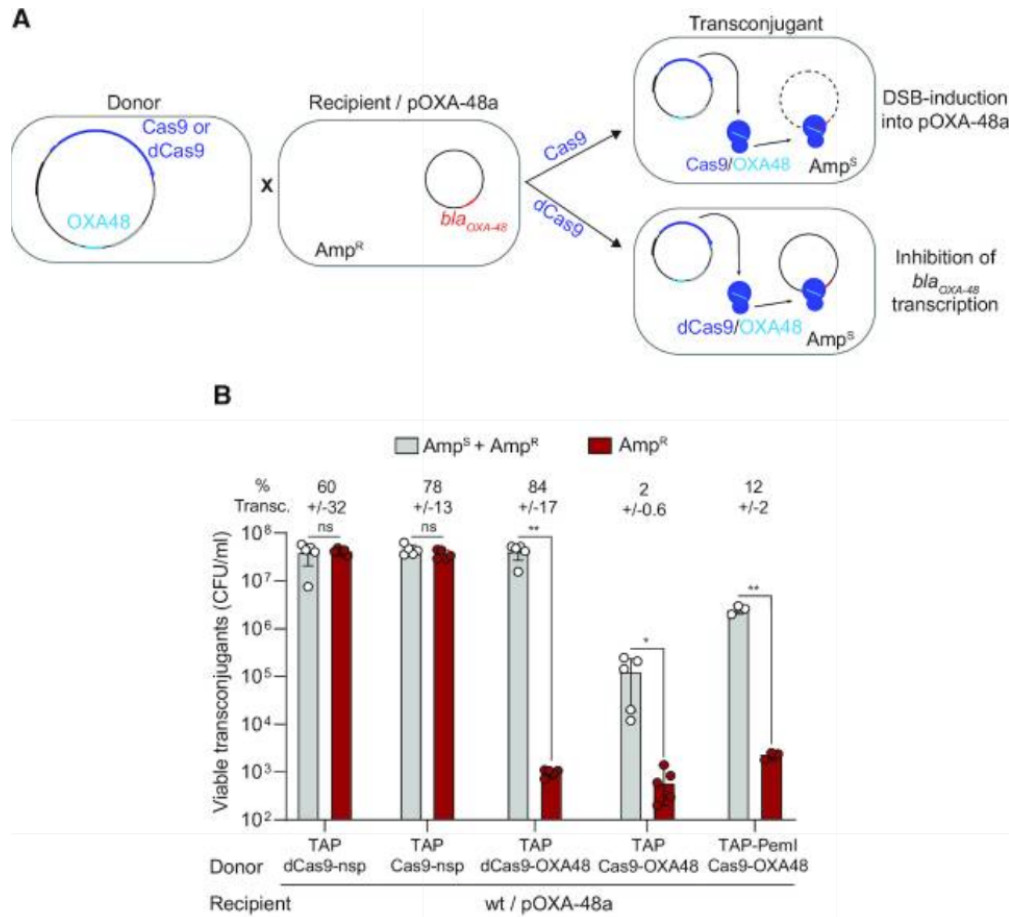 A
Donor
Cas9 or
dCas9
OXA48
x
Recipient / pOXA-48a
bla OXA-48
AmpR
Cas9
dCas9
Transconjugant
Cas9/OXA48
AmpS
DSB-induction
into pOXA-48a
dCas9/OXA48
AmpS
Inhibition of
bla OXA-48
transcription
B
AmpS + AmpR
AmpR
% 60 78 84 2 12
Transc. +/-32 +/-13 +/-17 +/-0.6 +/-2
ns ns ** * **
Viable transconjugants (CFU/ml)
10^8
10^7
10^6
10^5
10^4
10^3
10^2
TAP TAP TAP TAP TAP-PemI
Donor dCas9-nsp Cas9-nsp dCas9-OXA48 Cas9-OXA48 Cas9-OXA48
Recipient wt / pOXA-48a